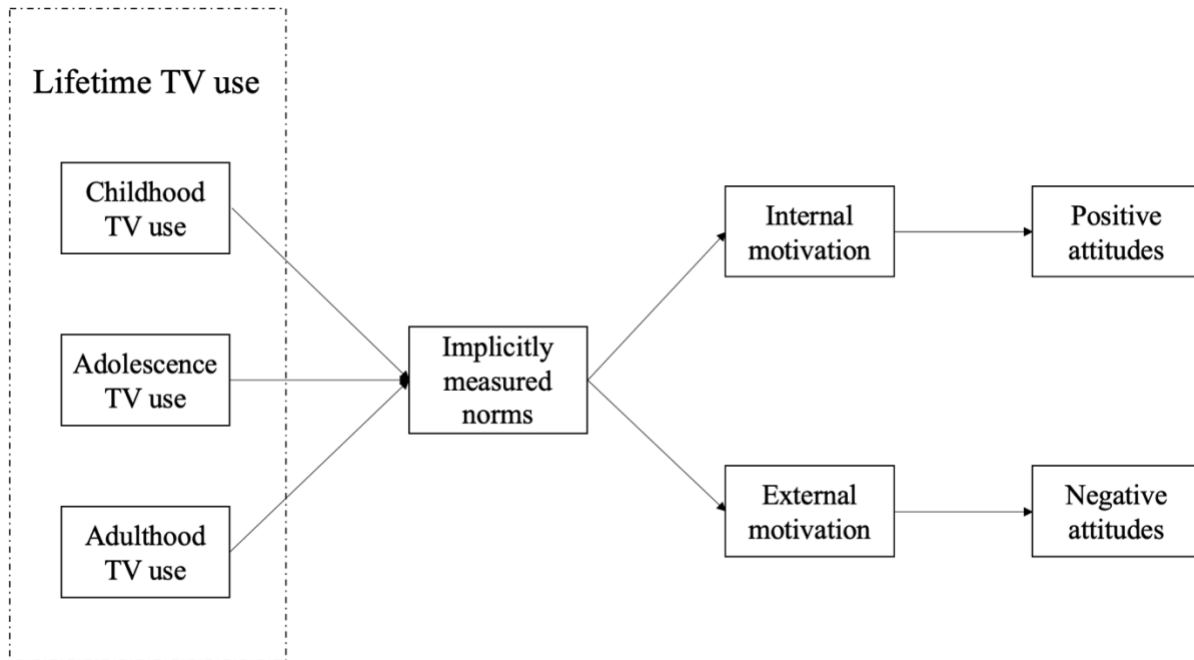 Lifetime TV use
Childhood
TV use
Adolescence
TV use
Adulthood
TV use
Implicitly
measured
norms
Internal
motivation
External
motivation
Positive
attitudes
Negative
attitudes